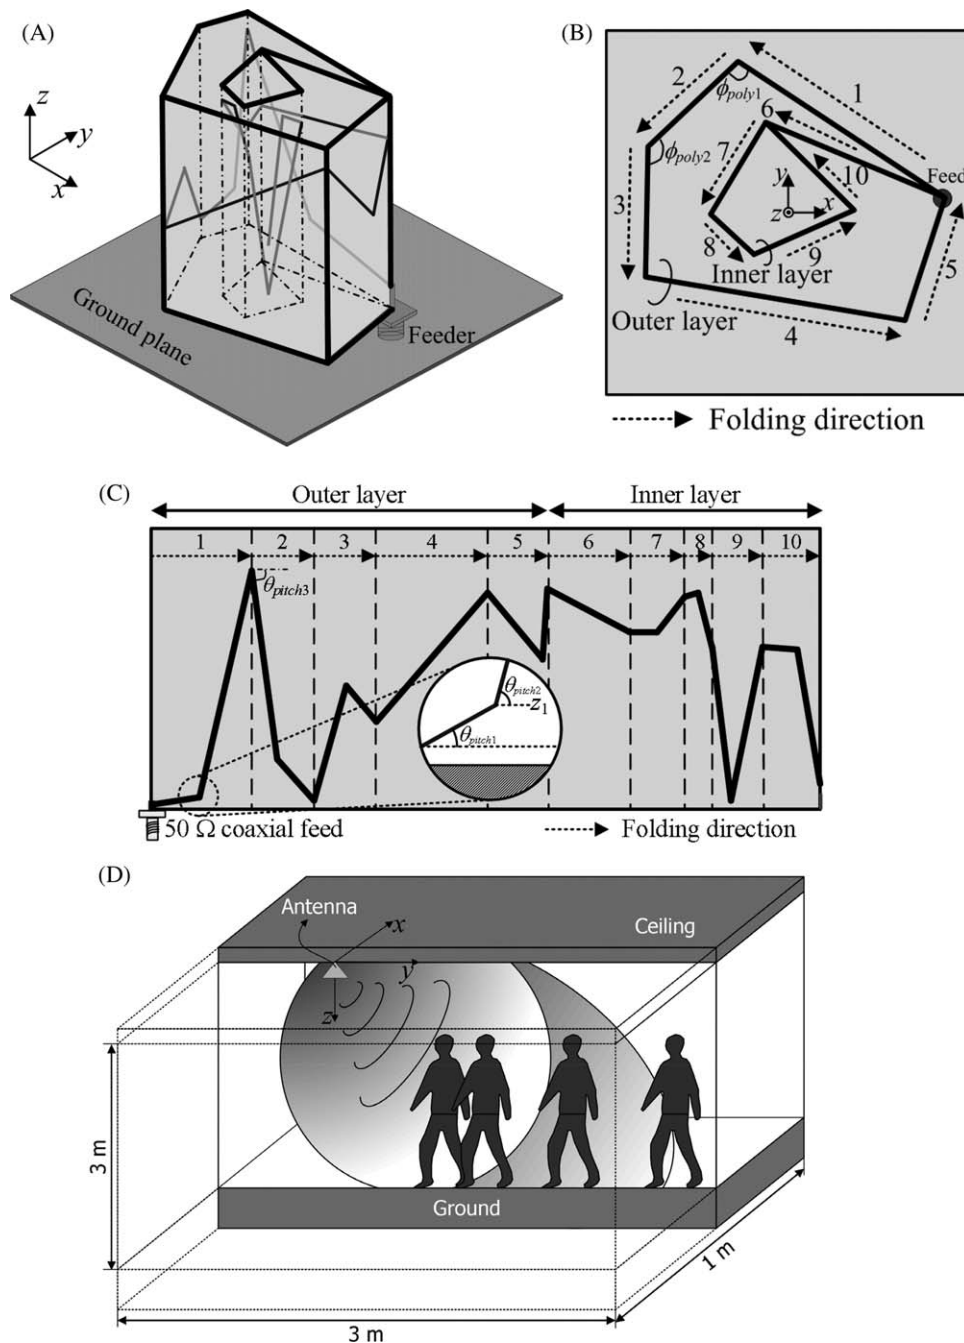 (A)
z
y
x
Ground plane
Feeder
(B)
2
ϕpoly1
1
6
ϕpoly2
7
y
10
Feed
3
z
x
8
9
5
Inner layer
Outer layer
4
Folding direction
(C)
Outer layer
Inner layer
1 2 3 4 5 6 7 8 9 10
θpitch3
θpitch2
z1
θpitch1
50 Ω coaxial feed
Folding direction
(D)
Antenna
x
Ceiling
y
z
3 m
Ground
1 m
3 m